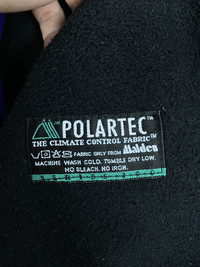 POLARTEC™
THE CLIMATE CONTROL FABRIC™
FABRIC ONLY FROM Malden
MACHINE WASH COLD. TUMBLE DRY LOW.
NO BLEACH. NO IRON.